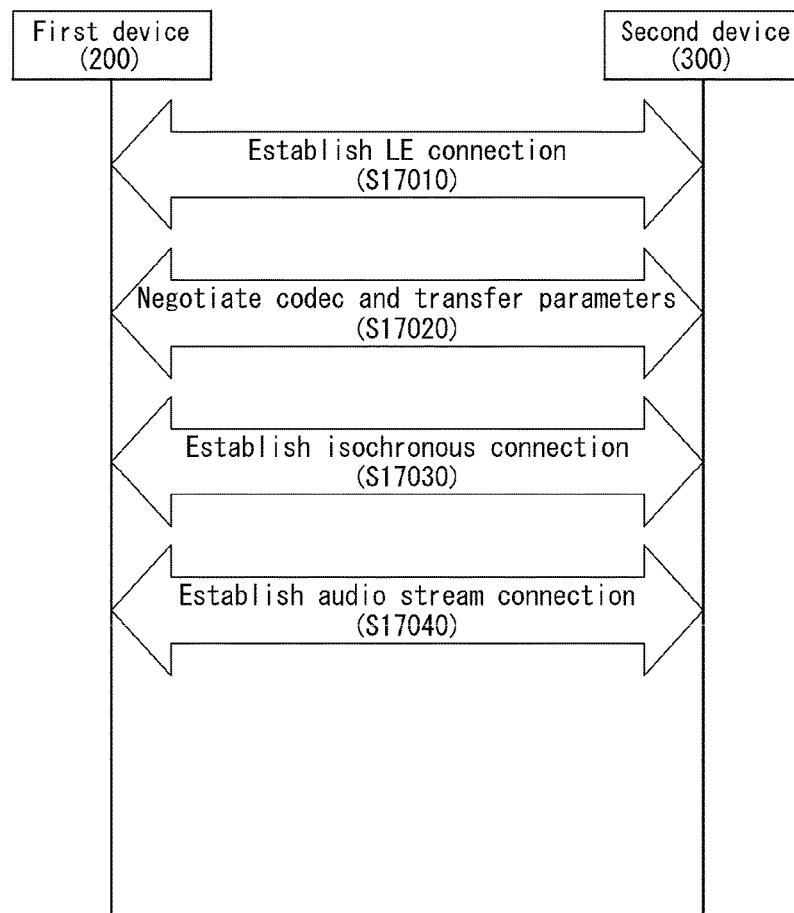 First device
(200)
Second device
(300)
Establish LE connection
(S17010)
Negotiate codec and transfer parameters
(S17020)
Establish isochronous connection
(S17030)
Establish audio stream connection
(S17040)